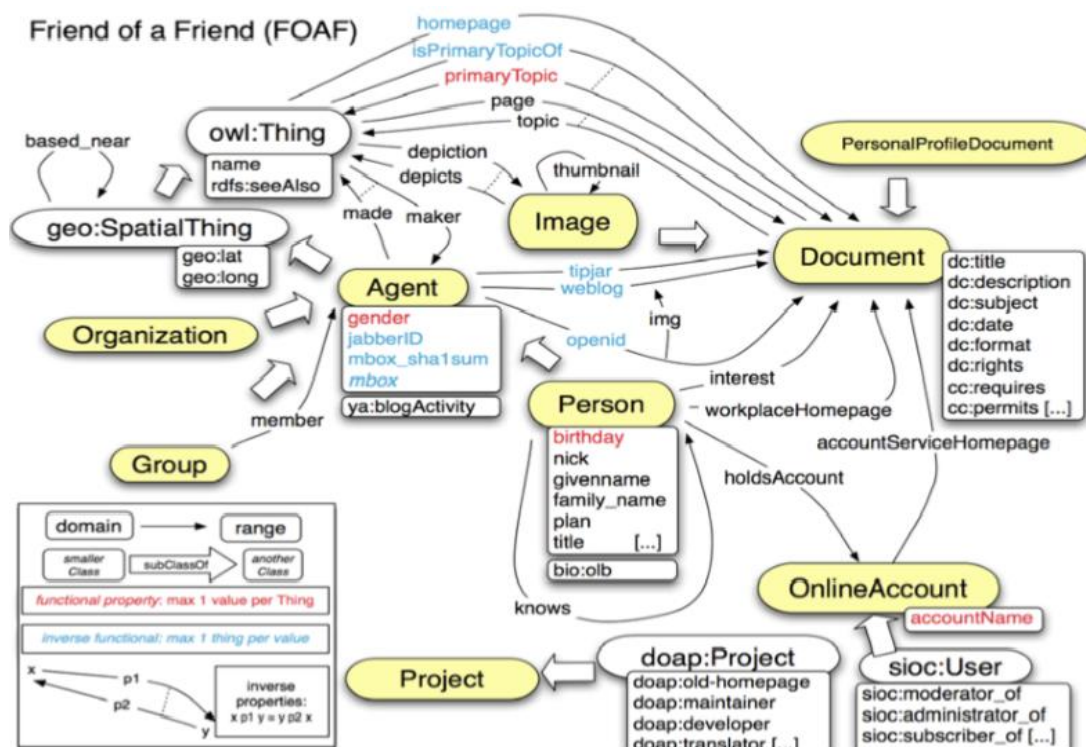 Friend of a Friend (FOAF)
homepage
isPrimaryTopicOf
primaryTopic
page
topic
based_near
owl:Thing
name
rdfs:seeAlso
depiction
depicts
thumbnail
PersonalProfileDocument
made
maker
Image
geo:SpatialThing
geo:lat
geo:long
Document
dc:title
dc:description
dc:subject
dc:date
dc:format
dc:rights
cc:requires
cc:permits [...]
Agent
gender
jabberID
mbox_sha1sum
mbox
ya:blogActivity
tipjar
weblog
img
openid
Organization
member
Group
interest
workplaceHomepage
accountServiceHomepage
holdsAccount
Person
birthday
nick
givenname
family_name
plan
title [...]
bio:olb
knows
OnlineAccount
accountName
Project
doap:Project
doap:old-homepage
doap:maintainer
doap:developer
doap:translator [...]
sioc:User
sioc:moderator_of
sioc:administrator_of
sioc:subscriber_of [...]
domain
range
smaller
Class
subClassOf
another
Class
functional property: max 1 value per Thing
inverse functional: max 1 thing per value
x
p1
p2
y
inverse
properties:
x p1 y = y p2 x